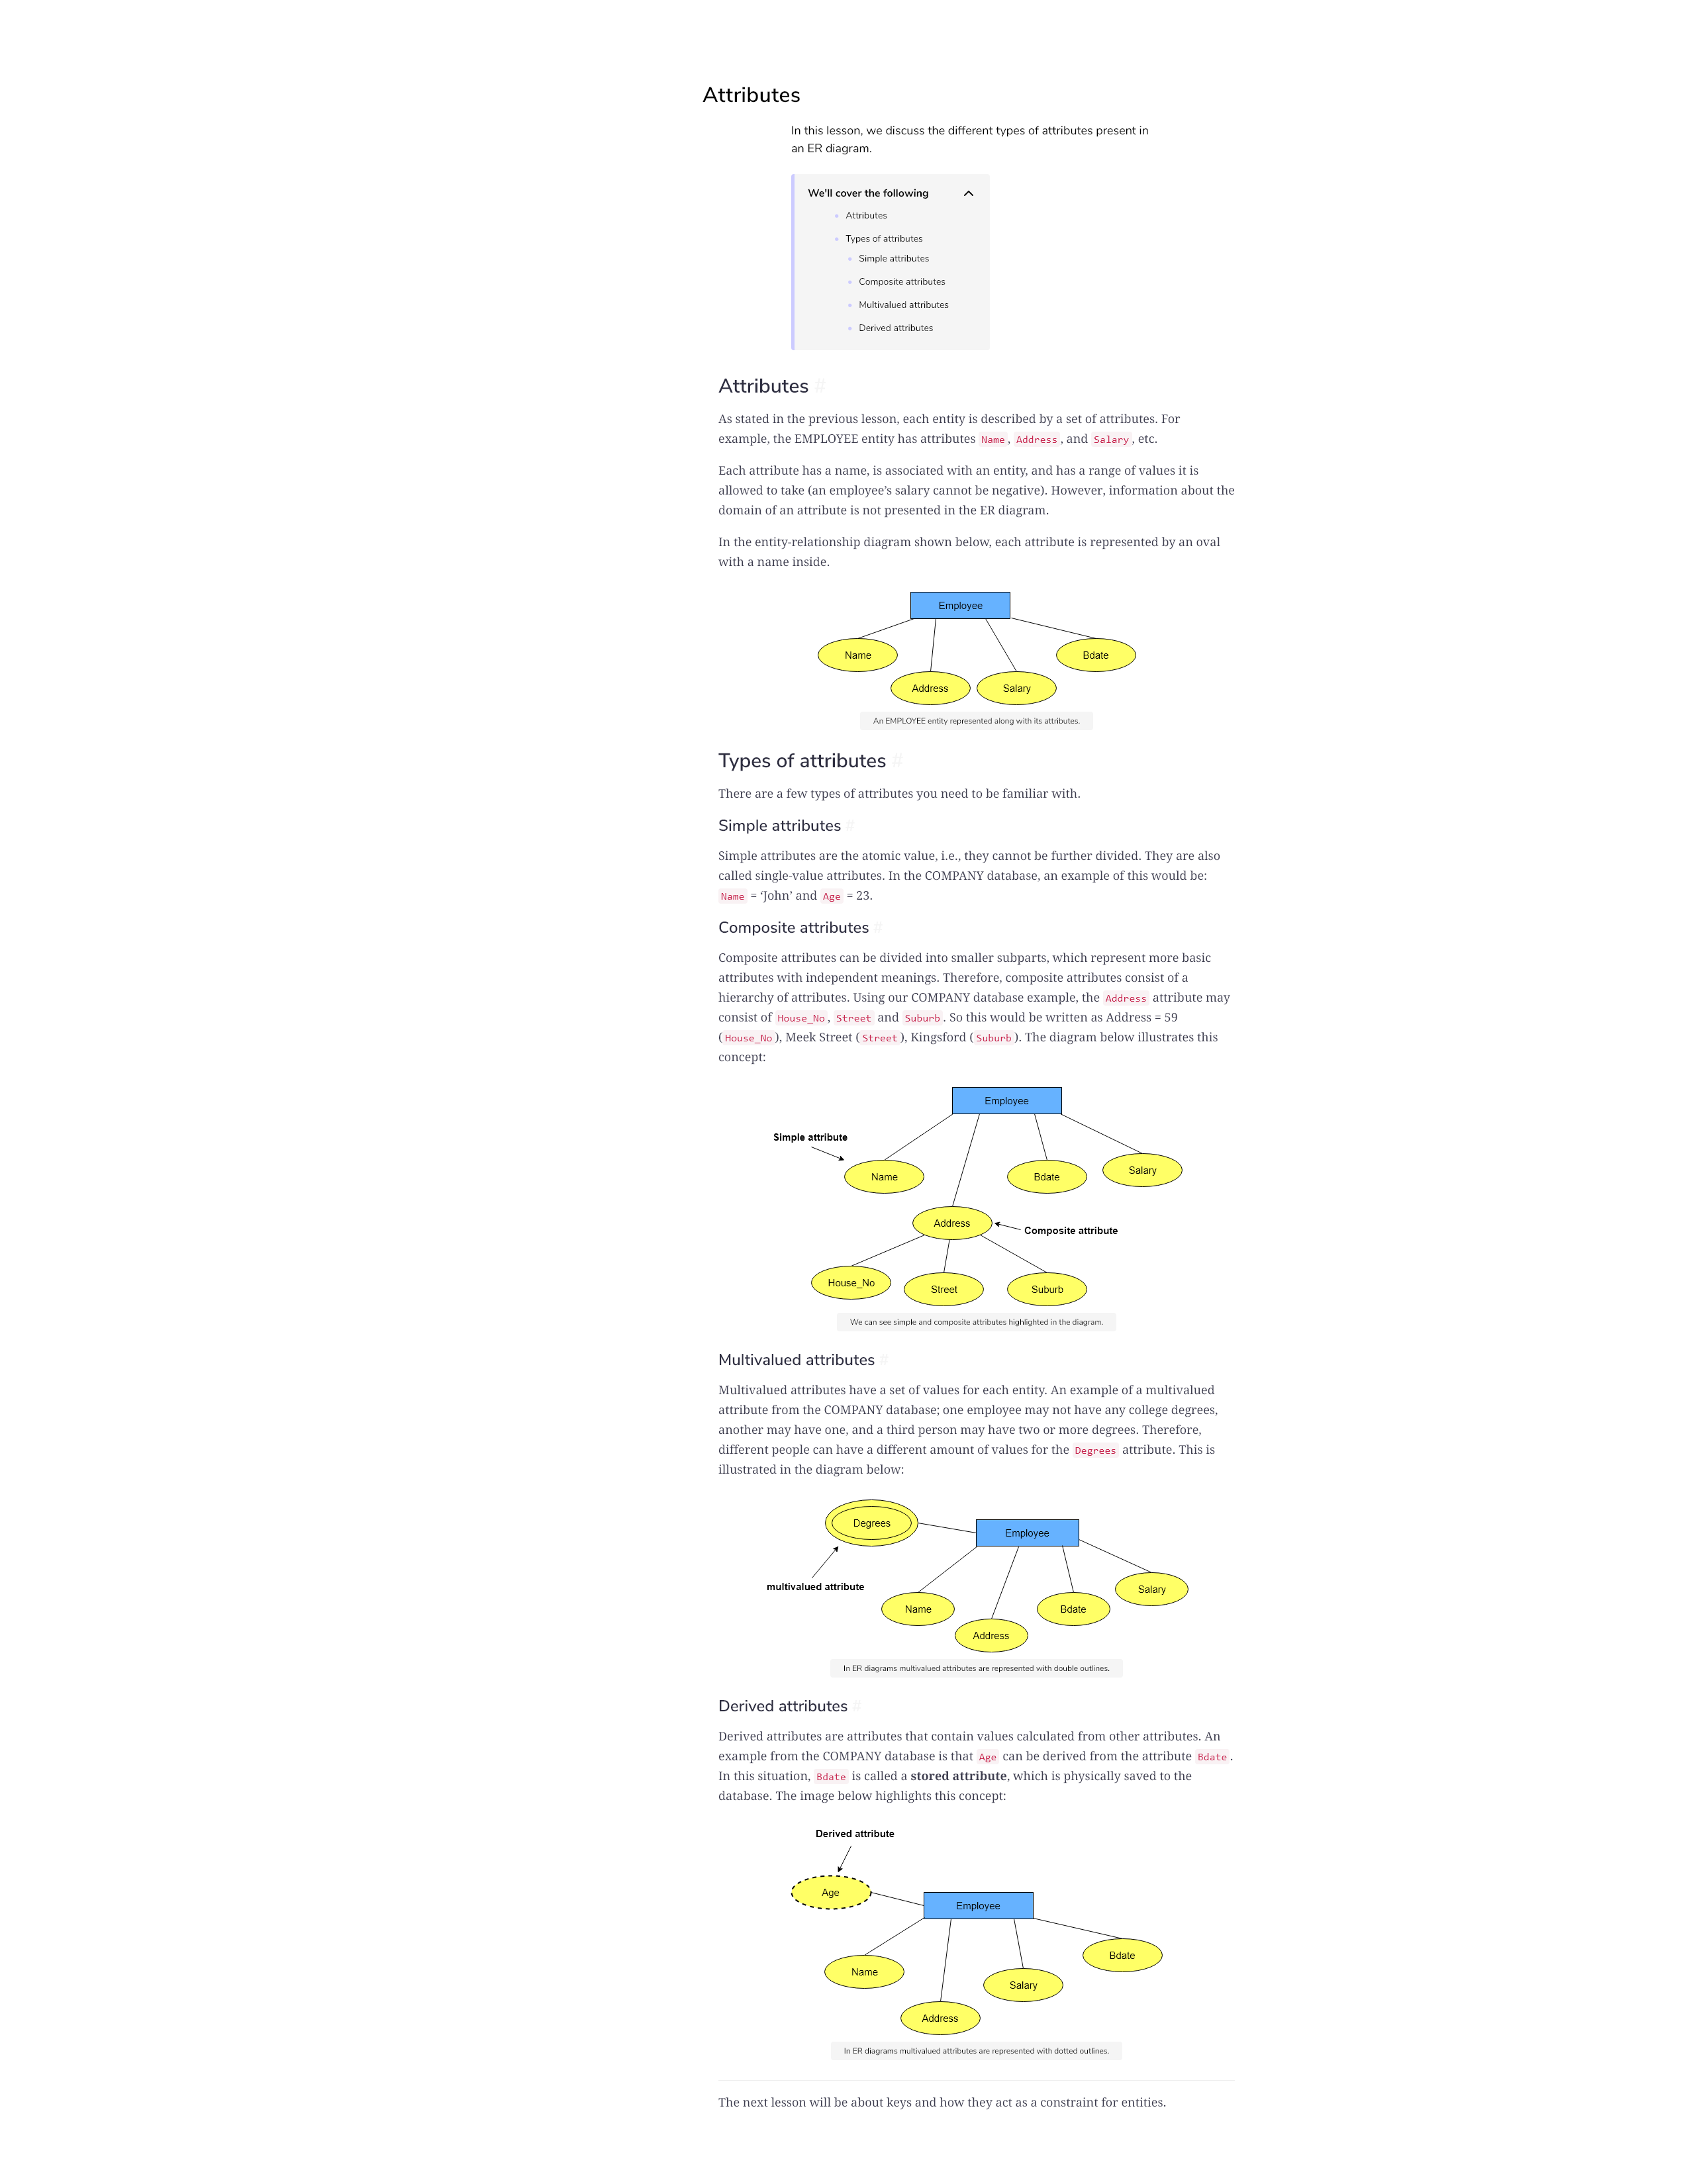 Attributes
In this lesson, we discuss the different types of attributes present in
an ER diagram.
We'll cover the following
Attributes
Types of attributes
Simple attributes
Composite attributes
Multivalued attributes
Derived attributes
Attributes #
As stated in the previous lesson, each entity is described by a set of attributes. For
example, the EMPLOYEE entity has attributes Name, Address, and Salary, etc.
Each attribute has a name, is associated with an entity, and has a range of values it is
allowed to take (an employee’s salary cannot be negative). However, information about the
domain of an attribute is not presented in the ER diagram.
In the entity-relationship diagram shown below, each attribute is represented by an oval
with a name inside.
Employee
Name
Bdate
Address
Salary
An EMPLOYEE entity represented along with its attributes.
Types of attributes #
There are a few types of attributes you need to be familiar with.
Simple attributes #
Simple attributes are the atomic value, i.e., they cannot be further divided. They are also
called single-value attributes. In the COMPANY database, an example of this would be:
Name = ‘John’ and Age = 23.
Composite attributes #
Composite attributes can be divided into smaller subparts, which represent more basic
attributes with independent meanings. Therefore, composite attributes consist of a
hierarchy of attributes. Using our COMPANY database example, the Address attribute may
consist of House_No, Street and Suburb. So this would be written as Address = 59
(House_No), Meek Street (Street), Kingsford (Suburb). The diagram below illustrates this
concept:
Employee
Simple attribute
Name
Bdate
Salary
Address
Composite attribute
House_No
Street
Suburb
We can see simple and composite attributes highlighted in the diagram.
Multivalued attributes #
Multivalued attributes have a set of values for each entity. An example of a multivalued
attribute from the COMPANY database; one employee may not have any college degrees,
another may have one, and a third person may have two or more degrees. Therefore,
different people can have a different amount of values for the Degrees attribute. This is
illustrated in the diagram below:
Degrees
Employee
multivalued attribute
Salary
Name
Bdate
Address
In ER diagrams multivalued attributes are represented with double outlines.
Derived attributes #
Derived attributes are attributes that contain values calculated from other attributes. An
example from the COMPANY database is that Age can be derived from the attribute Bdate.
In this situation, Bdate is called a stored attribute, which is physically saved to the
database. The image below highlights this concept:
Derived attribute
Age
Employee
Bdate
Name
Salary
Address
In ER diagrams multivalued attributes are represented with dotted outlines.
The next lesson will be about keys and how they act as a constraint for entities.